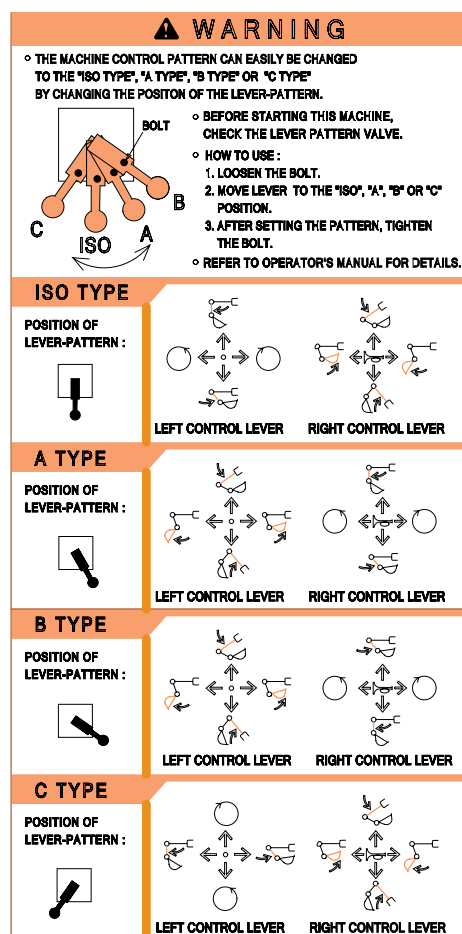 WARNING
THE MACHINE CONTROL PATTERN CAN EASILY BE CHANGED
TO THE "ISO TYPE", "A TYPE", "B TYPE" OR "C TYPE"
BY CHANGING THE POSITON OF THE LEVER-PATTERN.
BOLT
C
ISO
A
B
BEFORE STARTING THIS MACHINE,
CHECK THE LEVER PATTERN VALVE.
HOW TO USE :
1. LOOSEN THE BOLT.
2. MOVE LEVER TO THE "ISO", "A", "B" OR "C"
POSITION.
3. AFTER SETTING THE PATTERN, TIGHTEN
THE BOLT.
REFER TO OPERATOR'S MANUAL FOR DETAILS.
ISO TYPE
POSITION OF
LEVER-PATTERN :
LEFT CONTROL LEVER
RIGHT CONTROL LEVER
A TYPE
POSITION OF
LEVER-PATTERN :
LEFT CONTROL LEVER
RIGHT CONTROL LEVER
B TYPE
POSITION OF
LEVER-PATTERN :
LEFT CONTROL LEVER
RIGHT CONTROL LEVER
C TYPE
POSITION OF
LEVER-PATTERN :
LEFT CONTROL LEVER
RIGHT CONTROL LEVER